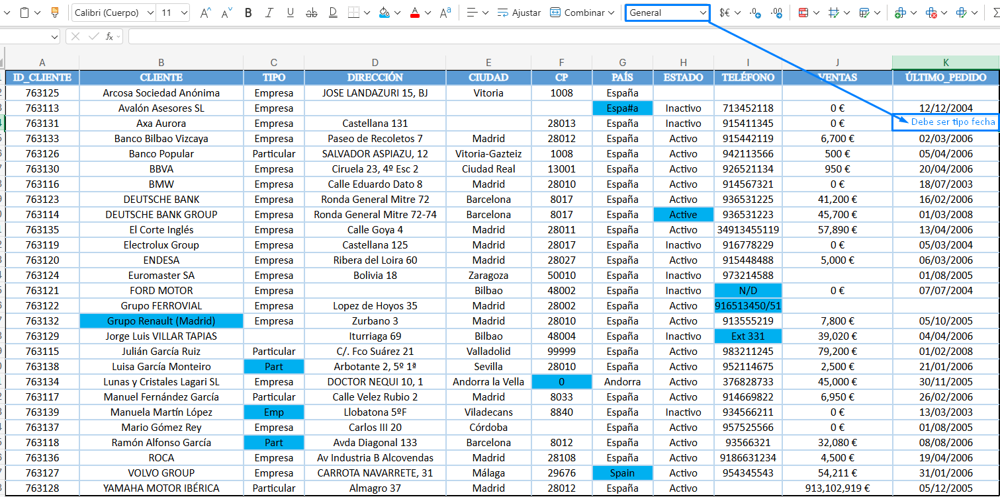 Calibri (Cuerpo) 11 A^ A˅ B I U ab D A Aª Ajustar Combinar General $€
fx
A B C D E F G H I J K
ID_CLIENTE CLIENTE TIPO DIRECCIÓN CIUDAD CP PAÍS ESTADO TELÉFONO VENTAS ÚLTIMO_PEDIDO
763125 Arcosa Sociedad Anónima Empresa JOSE LANDAZURI 15, BJ Vitoria 1008 España
763113 Avalón Asesores SL Empresa Espa#a Inactivo 713452118 0 € 12/12/2004
763131 Axa Aurora Empresa Castellana 131 28013 España Inactivo 915411345 0 € Debe ser tipo fecha
763133 Banco Bilbao Vizcaya Empresa Paseo de Recoletos 7 Madrid 28012 España Activo 915442119 6,700 € 02/03/2006
763126 Banco Popular Particular SALVADOR ASPIAZU, 12 Vitoria-Gazteiz 1008 España Activo 942113566 500 € 05/04/2006
763130 BBVA Empresa Ciruela 23, 4º Esc 2 Ciudad Real 13001 España Activo 926521134 950 € 20/04/2006
763116 BMW Empresa Calle Eduardo Dato 8 Madrid 28010 España Activo 914567321 0 € 18/07/2003
763123 DEUTSCHE BANK Empresa Ronda General Mitre 72 Barcelona 8017 España Activo 936531225 41,200 € 16/02/2006
763114 DEUTSCHE BANK GROUP Empresa Ronda General Mitre 72-74 Barcelona 8017 España Active 936531223 45,700 € 01/03/2008
763135 El Corte Inglés Empresa Calle Goya 4 Madrid 28011 España Activo 34913455119 57,890 € 13/04/2006
763119 Electrolux Group Empresa Castellana 125 Madrid 28017 España Inactivo 916778229 0 € 05/03/2004
763120 ENDESA Empresa Ribera del Loira 60 Madrid 28027 España Activo 915448488 5,000 € 06/03/2006
763124 Euromaster SA Empresa Bolivia 18 Zaragoza 50010 España Inactivo 973214588 01/08/2005
763121 FORD MOTOR Empresa Bilbao 48002 España Inactivo N/D 0 € 07/07/2004
763122 Grupo FERROVIAL Empresa Lopez de Hoyos 35 Madrid 28002 España Activo 916513450/51
763132 Grupo Renault (Madrid) Empresa Zurbano 3 Madrid 28010 España Activo 913555219 7,800 € 05/10/2005
763129 Jorge Luis VILLAR TAPIAS Iturriaga 69 Bilbao 48004 España Inactivo Ext 331 39,020 € 04/04/2006
763115 Julián García Ruiz Particular C/. Fco Suárez 21 Valladolid 99999 España Activo 983211245 79,200 € 01/02/2008
763138 Luisa García Monteiro Part Arbotante 2, 5º 1ª Sevilla 28010 España Activo 952114675 2,500 € 21/01/2006
763134 Lunas y Cristales Lagari SL Empresa DOCTOR NEQUI 10, 1 Andorra la Vella 0 Andorra Activo 376828733 45,000 € 30/11/2005
763117 Manuel Fernández García Particular Calle Velez Rubio 2 Madrid 8033 España Activo 914669822 6,950 € 26/02/2006
763139 Manuela Martín López Emp Llobatona 5ºF Viladecans 8840 España Inactivo 934566211 0 € 13/03/2003
763137 Mario Gómez Rey Empresa Carlos III 20 Córdoba España Activo 957525566 0 € 01/08/2005
763118 Ramón Alfonso García Part Avda Diagonal 133 Barcelona 8012 España Activo 93566321 32,080 € 08/08/2006
763136 ROCA Empresa Av Industria B Alcovendas Madrid 28108 España Activo 9186631234 4,500 € 19/04/2006
763127 VOLVO GROUP Empresa CARROTA NAVARRETE, 31 Málaga 29676 Spain Activo 954345543 54,211 € 31/01/2006
763128 YAMAHA MOTOR IBÉRICA Particular Almagro 37 Madrid 28012 España Activo 913,102,919 € 05/12/2005